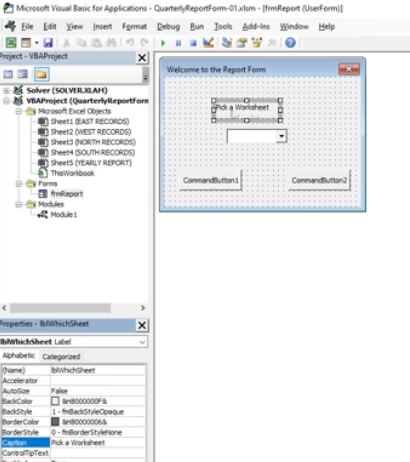 Microsoft Visual Basic for Applications - QuarterlyReportForm-01.xlsm - [frmReport (UserForm)]
File Edit View Insert Format Debug Run Tools Add-Ins Window Help
Project - VBAProject
Solver (SOLVER.XLAM)
VBAProject (QuarterlyReportForm
Microsoft Excel Objects
Sheet1 (EAST RECORDS)
Sheet2 (WEST RECORDS)
Sheet3 (NORTH RECORDS)
Sheet4 (SOUTH RECORDS)
Sheet5 (YEARLY REPORT)
ThisWorkbook
Forms
frmReport
Modules
Module1
Welcome to the Report Form
Pick a Worksheet
CommandButton1 CommandButton2
Properties - lblWhichSheet
lblWhichSheet Label
Alphabetic Categorized
(Name) lblWhichSheet
Accelerator
AutoSize False
BackColor &H8000000F&
BackStyle 1 - fmBackStyleOpaque
BorderColor &H80000006&
BorderStyle 0 - fmBorderStyleNone
Caption Pick a Worksheet
ControlTipText